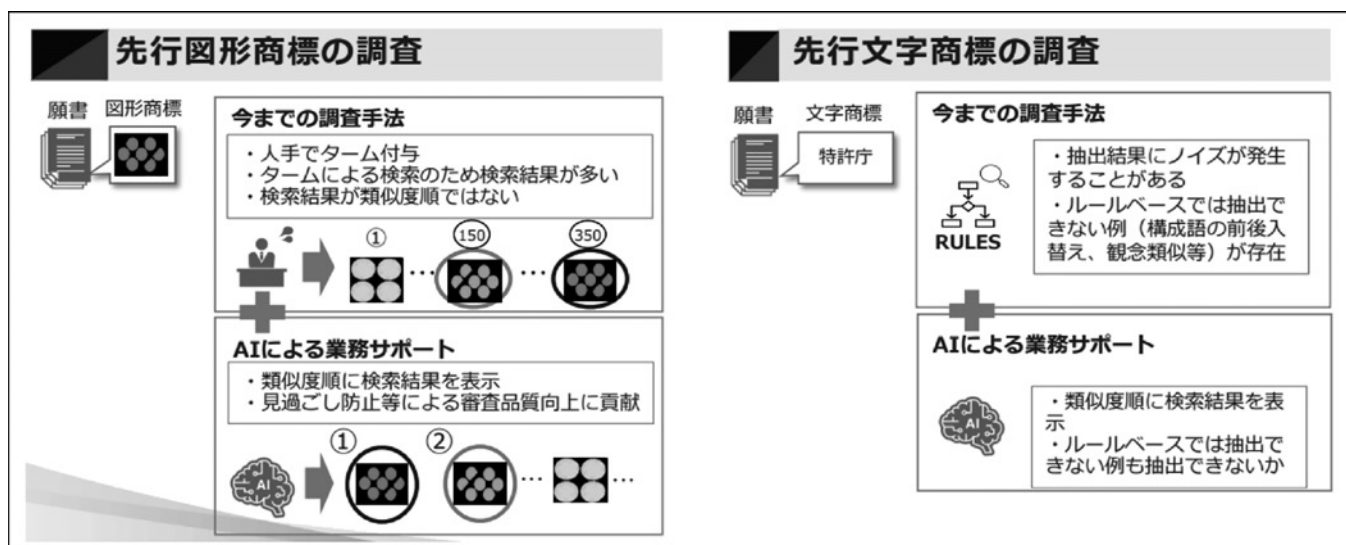 先行図形商標の調査
願書 図形商標
今までの調査手法
・人手でターム付与
・タームによる検索のため検索結果が多い
・検索結果が類似度順ではない
① … 150 … 350
AIによる業務サポート
・類似度順に検索結果を表示
・見過ごし防止等による審査品質向上に貢献
① ② … …
AI
先行文字商標の調査
願書 文字商標
特許庁
今までの調査手法
・抽出結果にノイズが発生
することがある
・ルールベースでは抽出で
きない例（構成語の前後入
替え、観念類似等）が存在
RULES
AIによる業務サポート
・類似度順に検索結果を表
示
・ルールベースでは抽出で
きない例も抽出できないか
AI